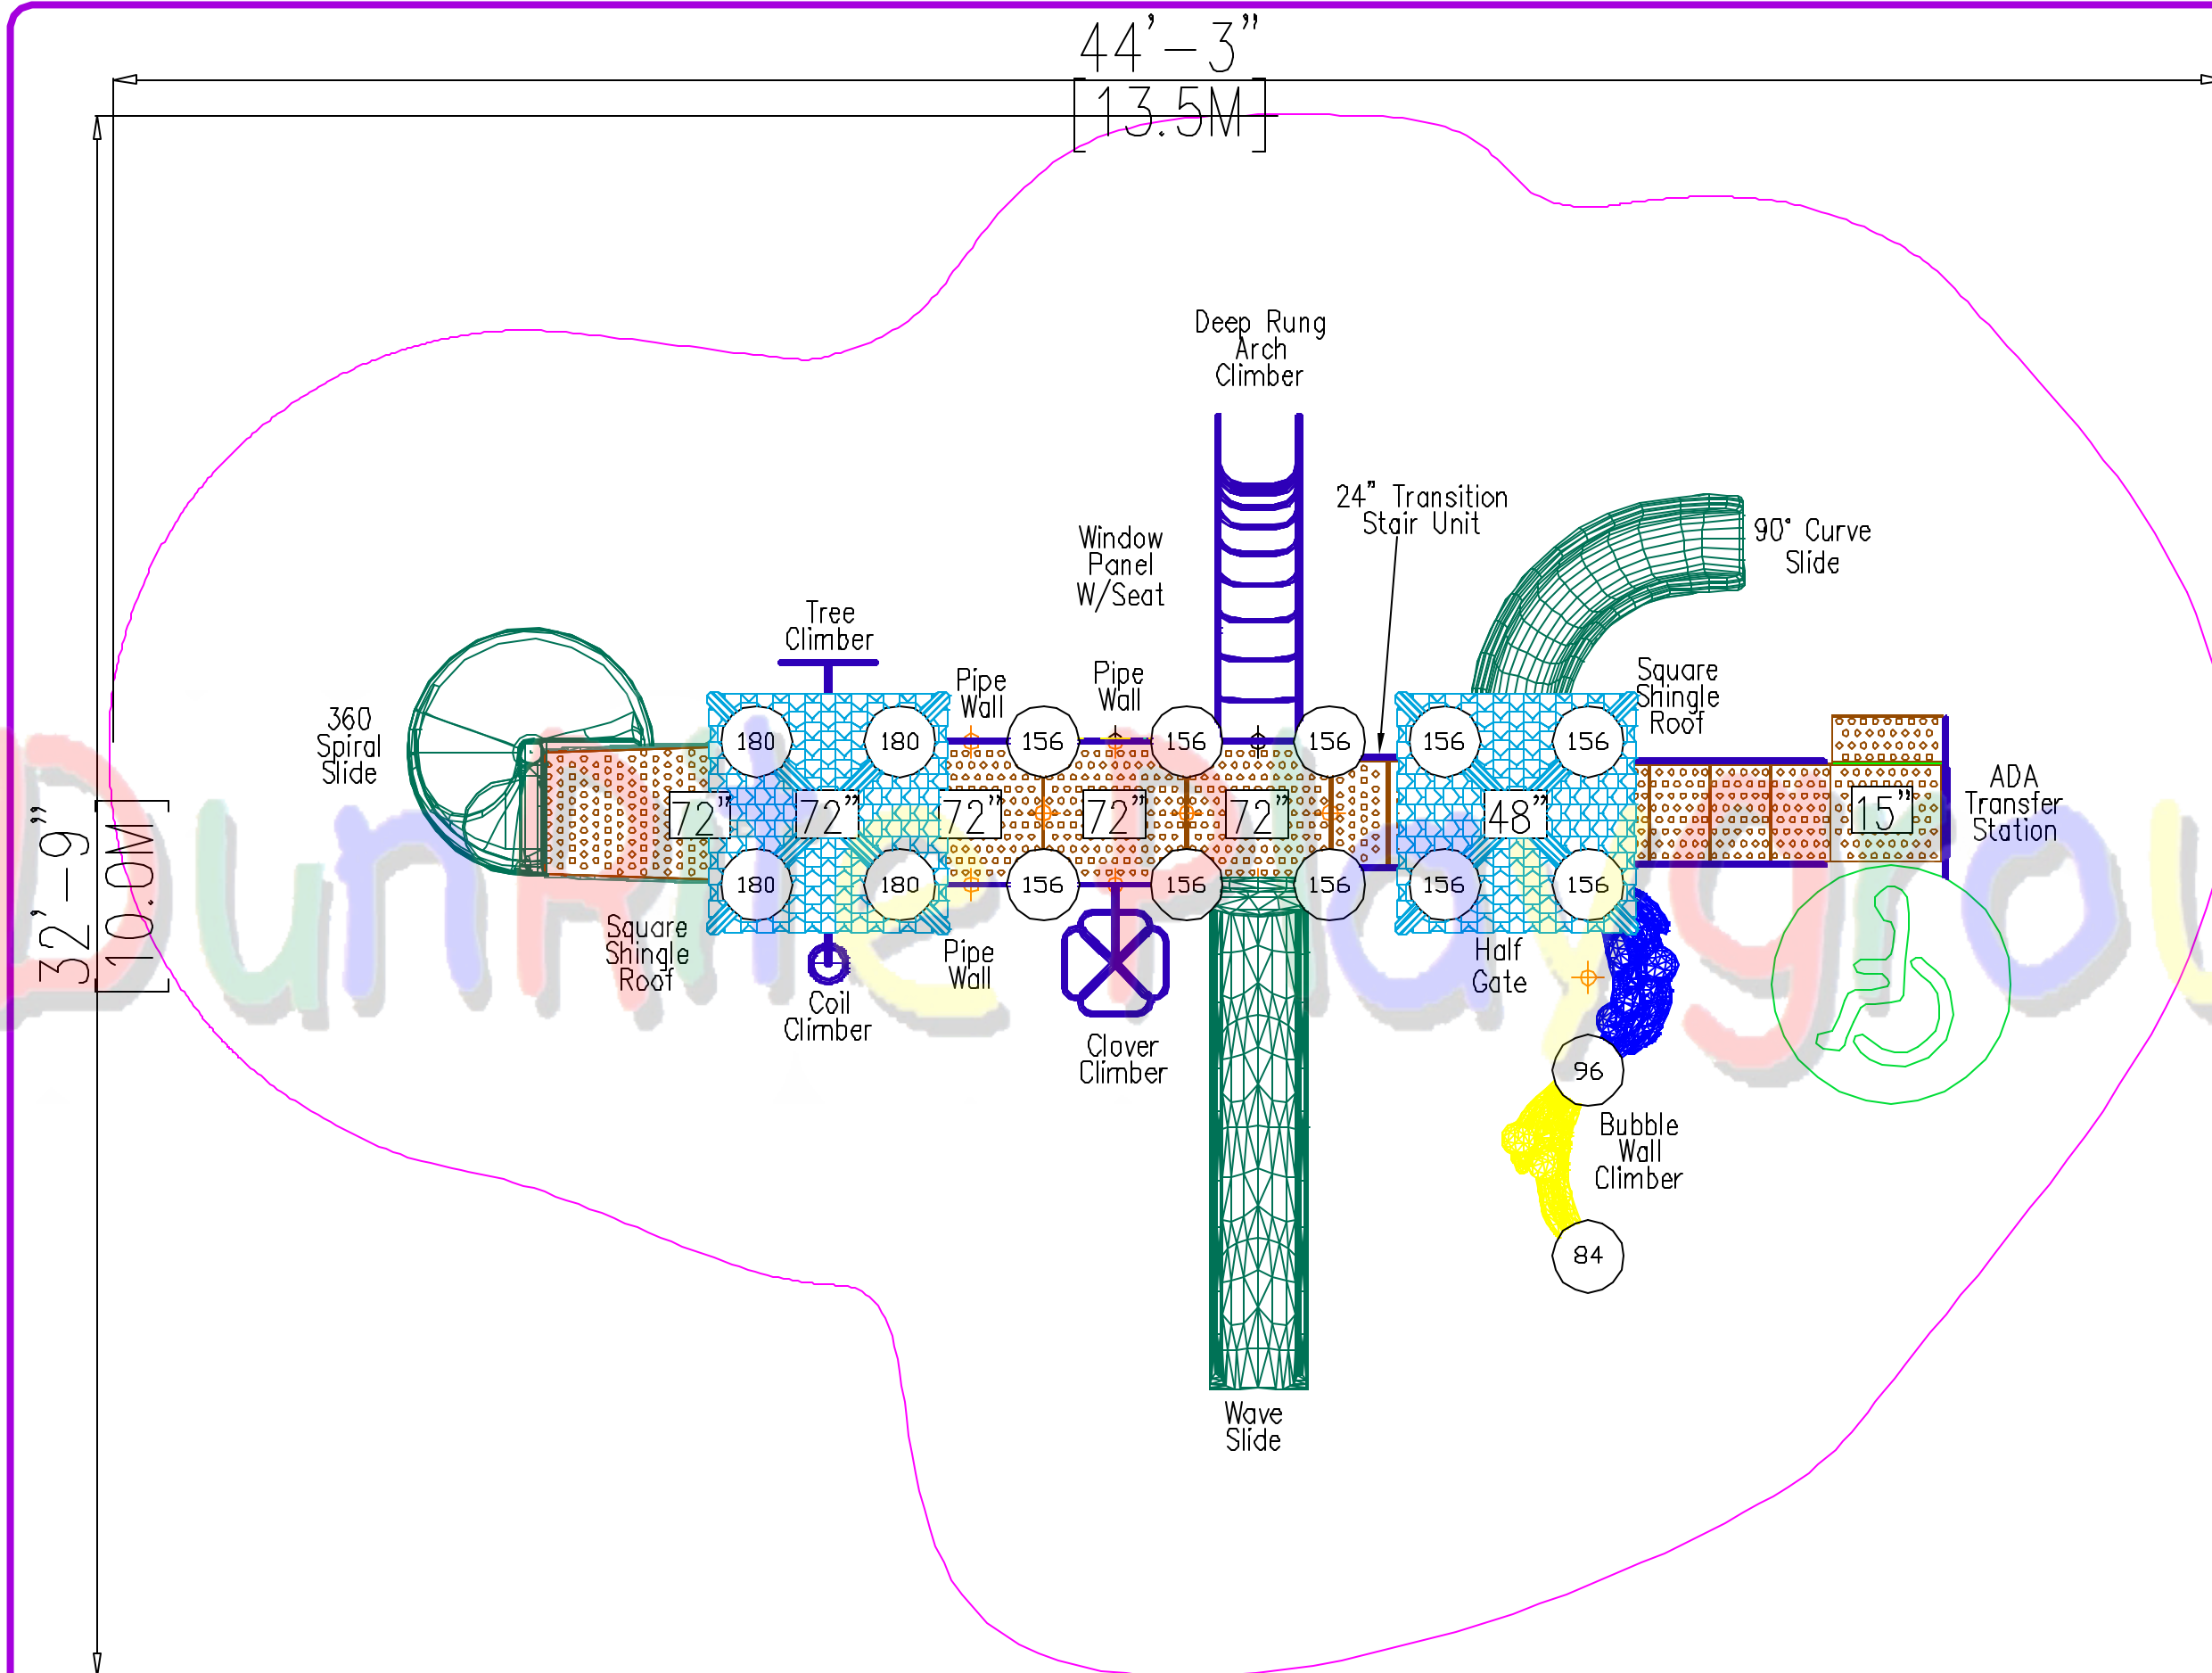 44'-3"
[13.5M]
32'-9"
[10.0M]
Deep Rung
Arch
Climber
24" Transition
Stair Unit
Window
Panel
W/Seat
90° Curve
Slide
Tree
Climber
Pipe
Wall
Pipe
Wall
Square
Shingle
Roof
360
Spiral
Slide
180
180
156
156
156
156
156
ADA
Transfer
Station
72"
72"
72"
72"
72"
48"
15"
180
180
156
156
156
156
156
DunRite Playgrou
Square
Shingle
Roof
Pipe
Wall
Half
Gate
Coil
Climber
Clover
Climber
96
Bubble
Wall
Climber
84
Wave
Slide